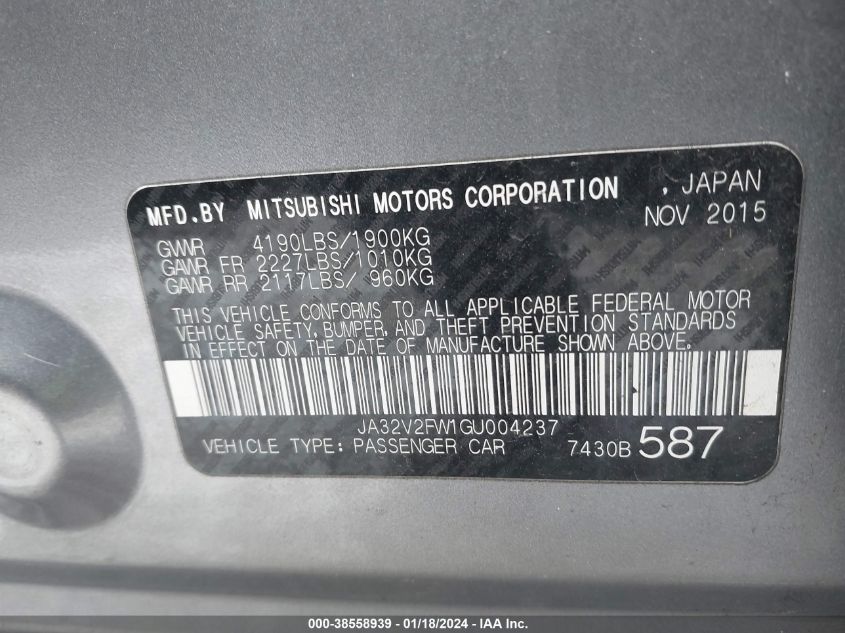 MFD.BY MITSUBISHI MOTORS CORPORATION , JAPAN
NOV 2015
GVWR 4190LBS/1900KG
GAWR FR 2227LBS/1010KG
GAWR RR 2117LBS/ 960KG
THIS VEHICLE CONFORMS TO ALL APPLICABLE FEDERAL MOTOR
VEHICLE SAFETY, BUMPER, AND THEFT PREVENTION STANDARDS
IN EFFECT ON THE DATE OF MANUFACTURE SHOWN ABOVE.
JA32V2FW1GU004237
VEHICLE TYPE: PASSENGER CAR 7430B 587
000-38558939 - 01/18/2024 - IAA Inc.